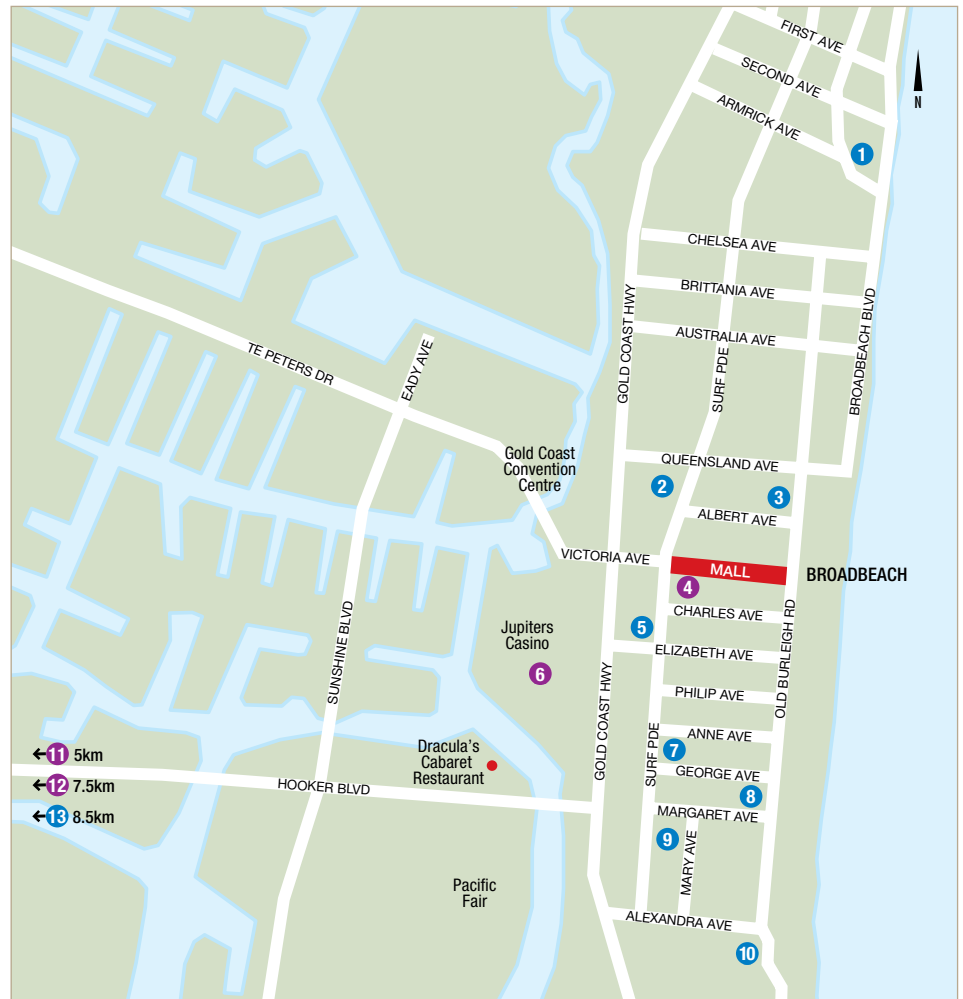 FIRST AVE
SECOND AVE
ARMRICK AVE
N
1
CHELSEA AVE
BRITTANIA AVE
AUSTRALIA AVE
GOLD COAST HWY
SURF PDE
BROADBEACH BLVD
TE PETERS DR
EADY AVE
Gold Coast
Convention
Centre
QUEENSLAND AVE
2
3
ALBERT AVE
VICTORIA AVE
MALL
BROADBEACH
4
CHARLES AVE
5
ELIZABETH AVE
Jupiters
Casino
6
SUNSHINE BLVD
GOLD COAST HWY
OLD BURLEIGH RD
PHILIP AVE
ANNE AVE
7
SURF PDE
GEORGE AVE
8
Dracula's
Cabaret
Restaurant
11 5km
12 7.5km
13 8.5km
HOOKER BLVD
MARGARET AVE
9
MARY AVE
Pacific
Fair
ALEXANDRA AVE
10